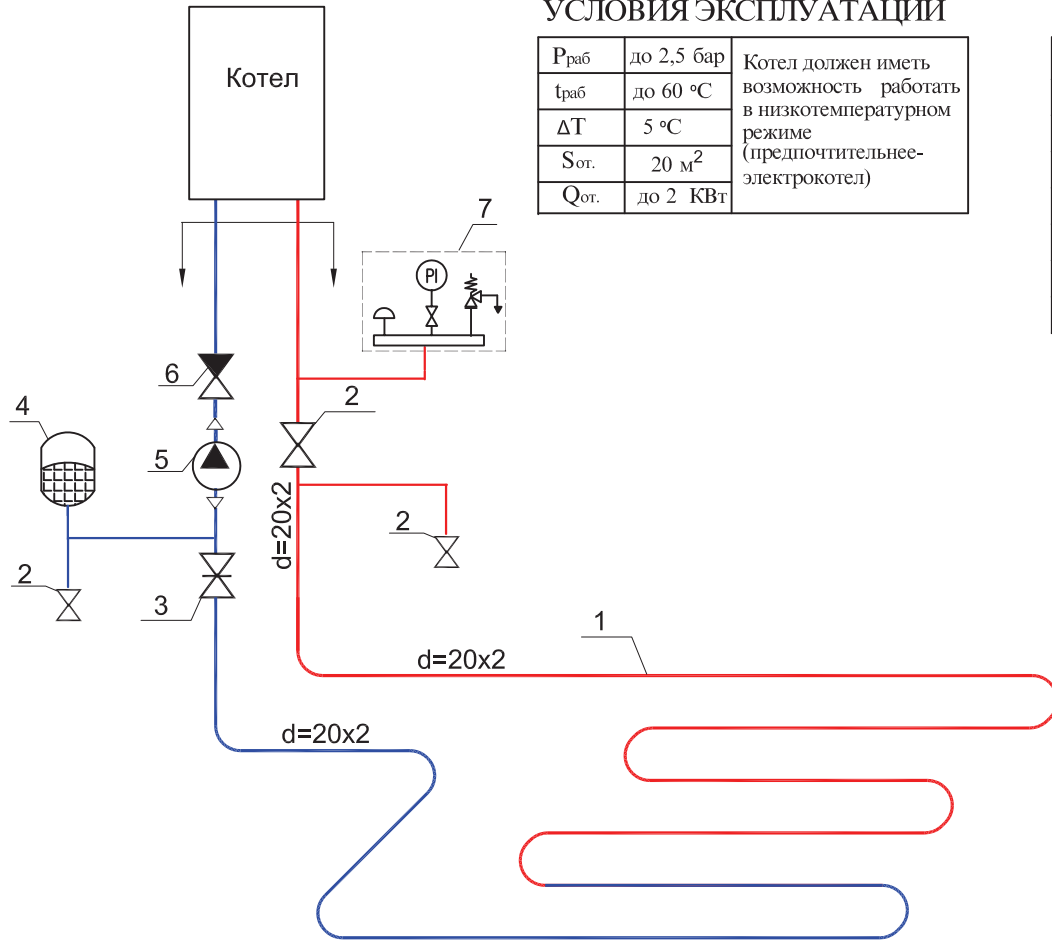 УСЛОВИЯ ЭКСПЛУАТАЦИИ
Котел
Pраб до 2,5 бар
tраб до 60 °С
ΔT 5 °С
Sот. 20 м²
Qот. до 2 КВт
Котел должен иметь
возможность работать
в низкотемпературном
режиме
(предпочтительнее-
электрокотел)
7
PI
6
2
4
5
d=20x2
2
2
3
1
d=20x2
d=20x2